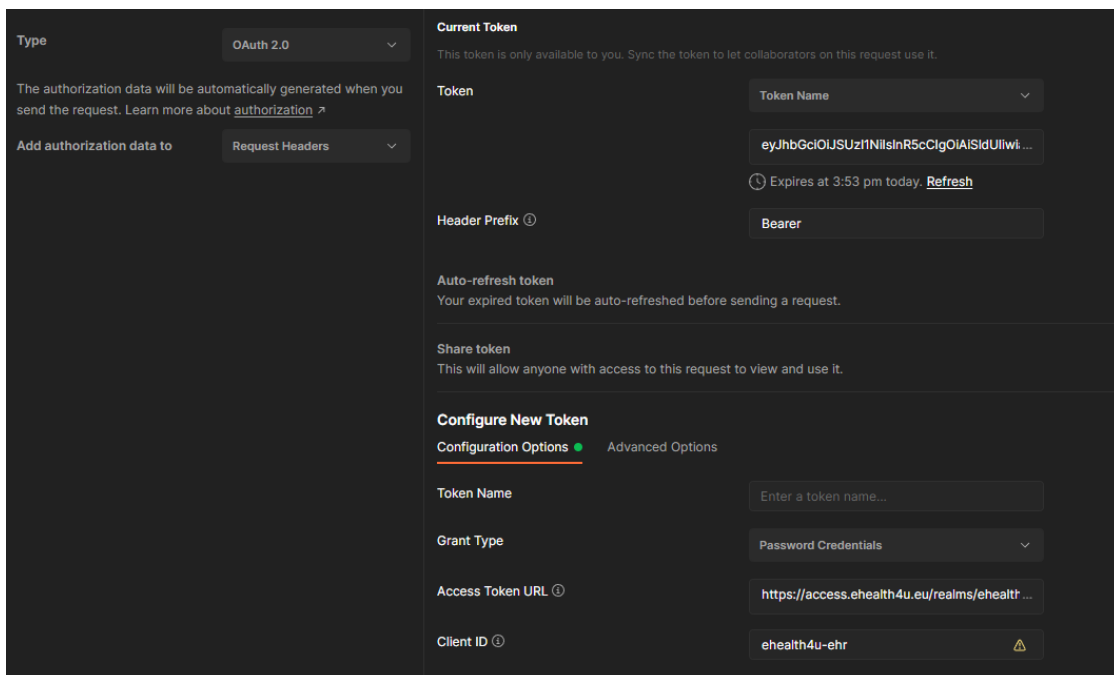 Type
OAuth 2.0
The authorization data will be automatically generated when you
send the request. Learn more about authorization ↗
Add authorization data to
Request Headers
Current Token
This token is only available to you. Sync the token to let collaborators on this request use it.
Token
Token Name
eyJhbGciOiJSUzI1NiIsInR5cCIgOiAiSldUIiwi...
Expires at 3:53 pm today. Refresh
Header Prefix
Bearer
Auto-refresh token
Your expired token will be auto-refreshed before sending a request.
Share token
This will allow anyone with access to this request to view and use it.
Configure New Token
Configuration Options
Advanced Options
Token Name
Enter a token name...
Grant Type
Password Credentials
Access Token URL
https://access.ehealth4u.eu/realms/ehealth...
Client ID
ehealth4u-ehr